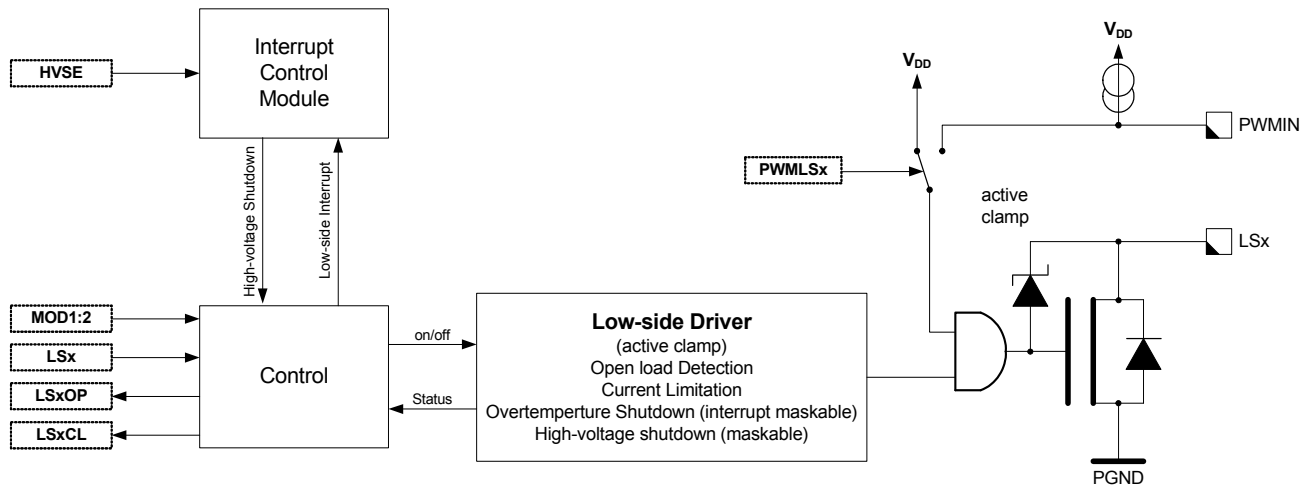 Interrupt
Control
Module
HVSE
High-voltage Shutdown
Low-side Interrupt
VDD
VDD
PWMIN
PWMLSx
active
clamp
LSx
MOD1:2
LSx
LSxOP
LSxCL
Control
on/off
Status
Low-side Driver
(active clamp)
Open load Detection
Current Limitation
Overtemperture Shutdown (interrupt maskable)
High-voltage shutdown (maskable)
PGND